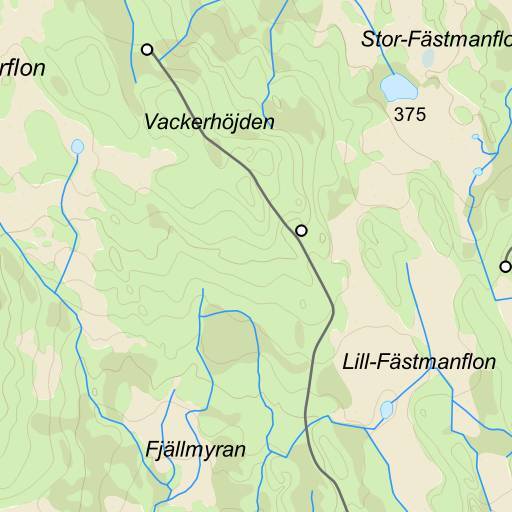 Stor-Fästmanflo
rflon
375
Vackerhöjden
Lill-Fästmanflon
Fjällmyran